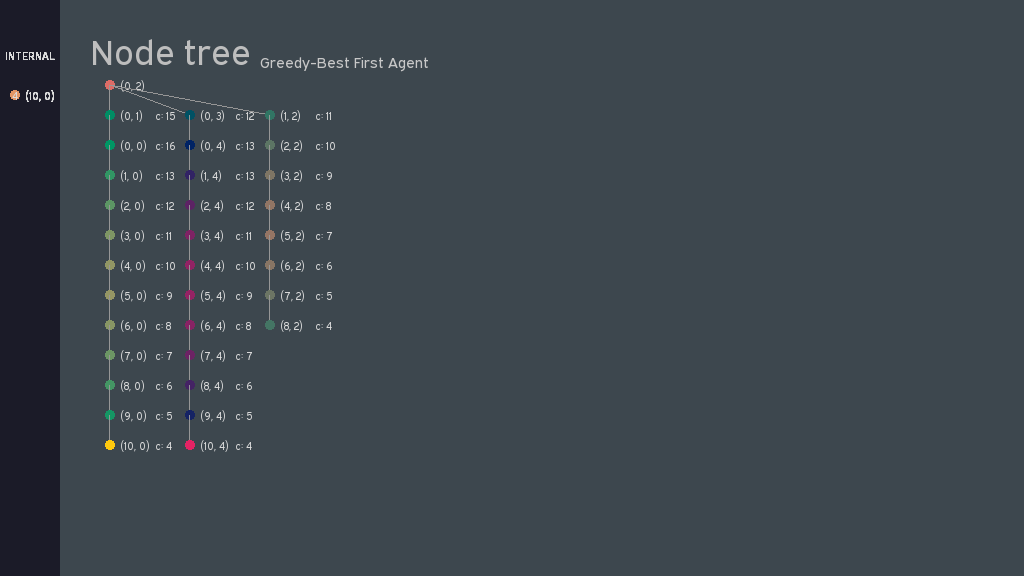 INTERNAL
4 (10, 0)
Node tree Greedy-Best First Agent
(0, 2)
(0, 1) c: 15 (0, 3) c: 12 (1, 2) c: 11
(0, 0) c: 16 (0, 4) c: 13 (2, 2) c: 10
(1, 0) c: 13 (1, 4) c: 13 (3, 2) c: 9
(2, 0) c: 12 (2, 4) c: 12 (4, 2) c: 8
(3, 0) c: 11 (3, 4) c: 11 (5, 2) c: 7
(4, 0) c: 10 (4, 4) c: 10 (6, 2) c: 6
(5, 0) c: 9 (5, 4) c: 9 (7, 2) c: 5
(6, 0) c: 8 (6, 4) c: 8 (8, 2) c: 4
(7, 0) c: 7 (7, 4) c: 7
(8, 0) c: 6 (8, 4) c: 6
(9, 0) c: 5 (9, 4) c: 5
(10, 0) c: 4 (10, 4) c: 4